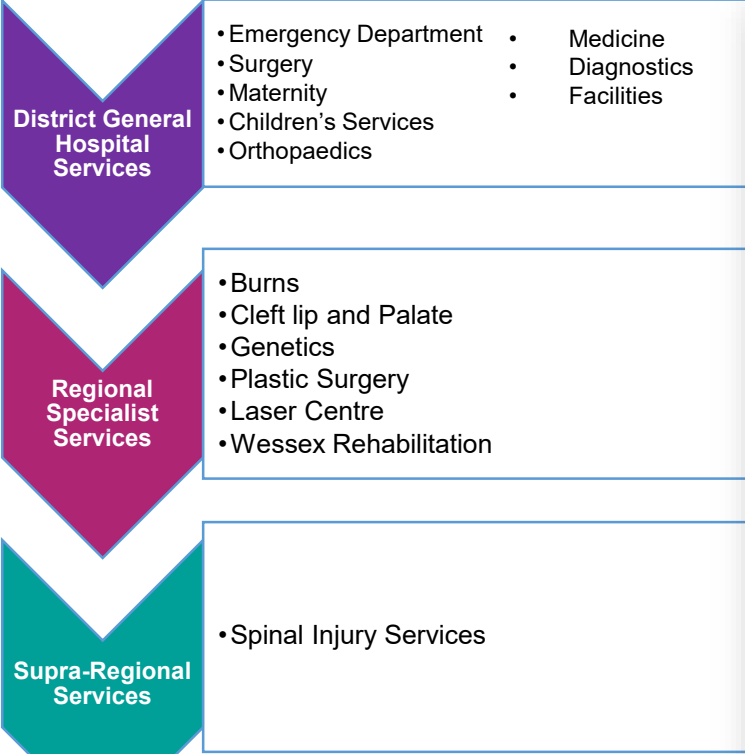 District General
Hospital
Services
•Emergency Department
•Surgery
•Maternity
•Children’s Services
•Orthopaedics
• Medicine
• Diagnostics
• Facilities
Regional
Specialist
Services
•Burns
•Cleft lip and Palate
•Genetics
•Plastic Surgery
•Laser Centre
•Wessex Rehabilitation
Supra-Regional
Services
•Spinal Injury Services